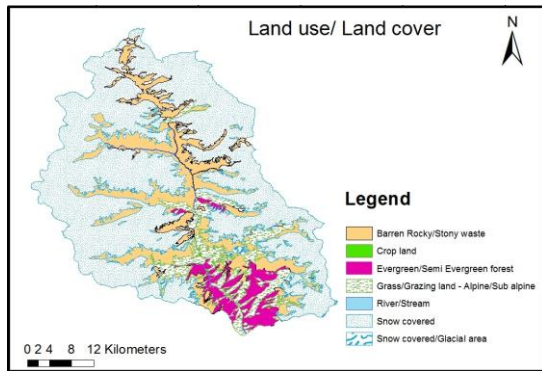 Land use/ Land cover
N
Legend
Barren Rocky/Stony waste
Crop land
Evergreen/Semi Evergreen forest
Grass/Grazing land - Alpine/Sub alpine
River/Stream
Snow covered
Snow covered/Glacial area
0 2 4 8 12 Kilometers